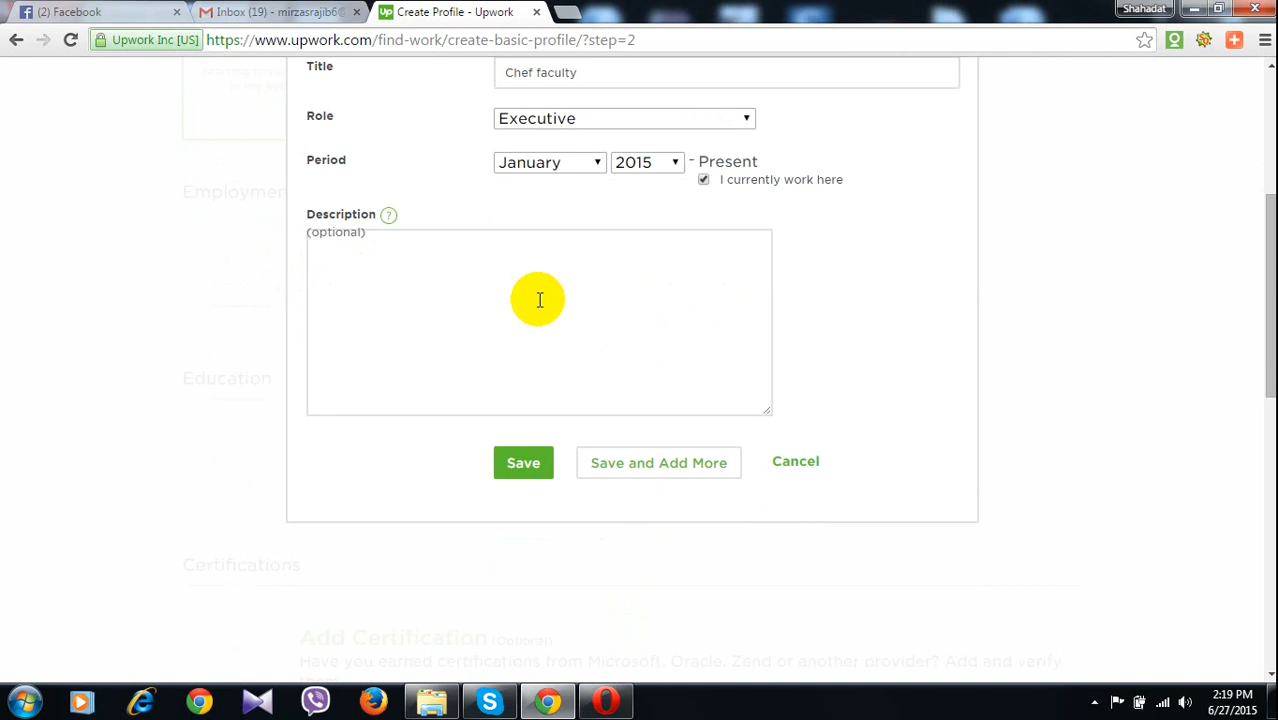 (2) Facebook
Inbox (19) - mirzasrajib6@
Create Profile - Upwork
Shahadat
Upwork Inc [US]
https://www.upwork.com/find-work/create-basic-profile/?step=2
Title
Chef faculty
Role
Executive
Period
January
2015
- Present
I currently work here
Description
?
(optional)
Save
Save and Add More
Cancel
Employmen
Education
Certifications
Add Certification (Optional)
Have you earned certifications from Microsoft, Oracle, Zend or another provider? Add and verify
2:19 PM
6/27/2015